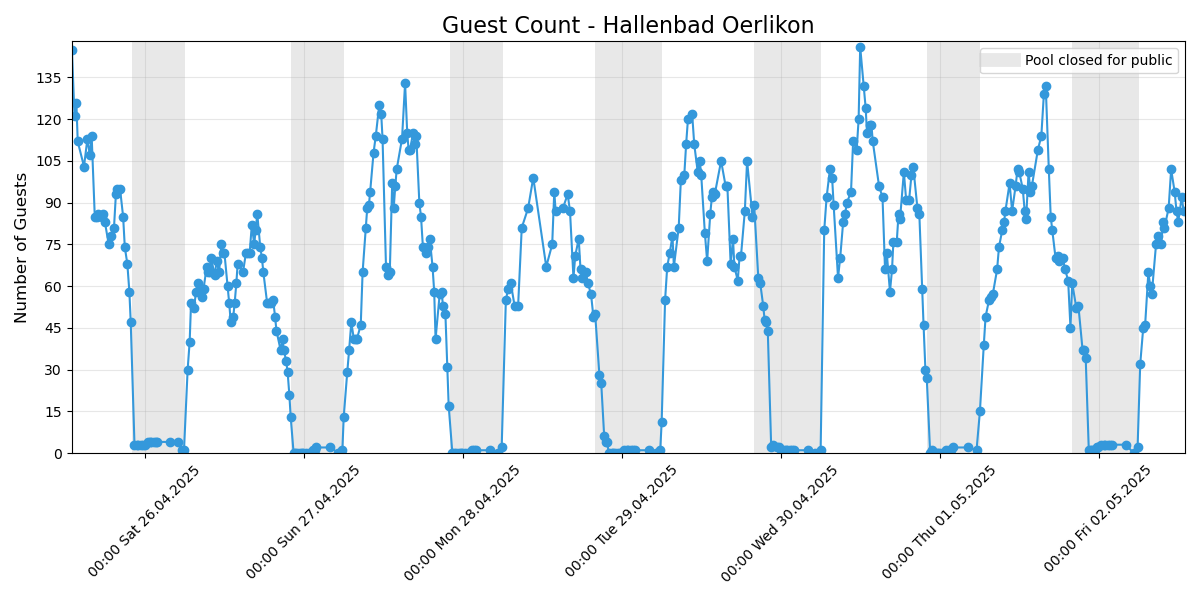 Guest Count - Hallenbad Oerlikon
Pool closed for public
Number of Guests
135
120
105
90
75
60
45
30
15
0
00:00 Sat 26.04.2025
00:00 Sun 27.04.2025
00:00 Mon 28.04.2025
00:00 Tue 29.04.2025
00:00 Wed 30.04.2025
00:00 Thu 01.05.2025
00:00 Fri 02.05.2025